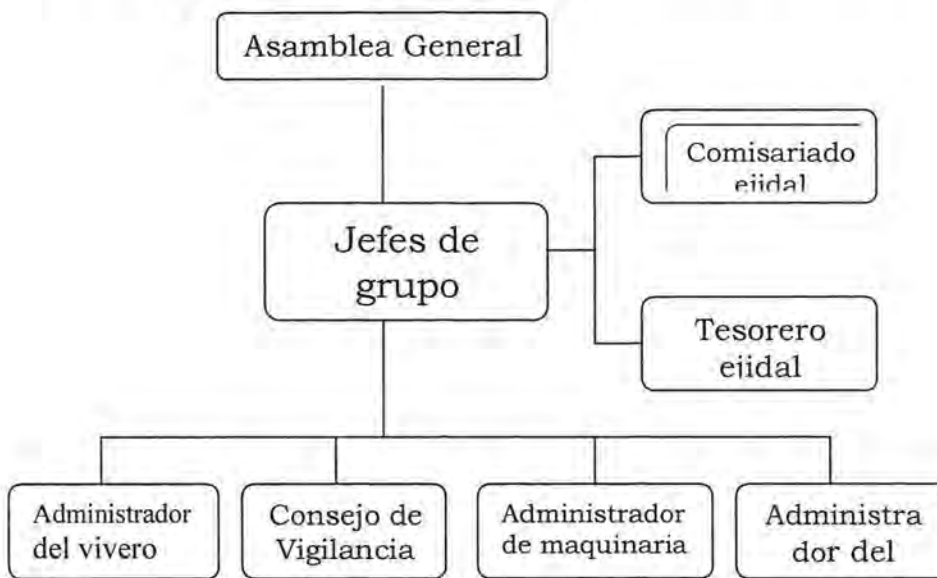 Asamblea General
Comisariado
ejidal
Jefes de
grupo
Tesorero
ejidal
Administrador
del vivero
Consejo de
Vigilancia
Administrador
de maquinaria
Administra
dor del